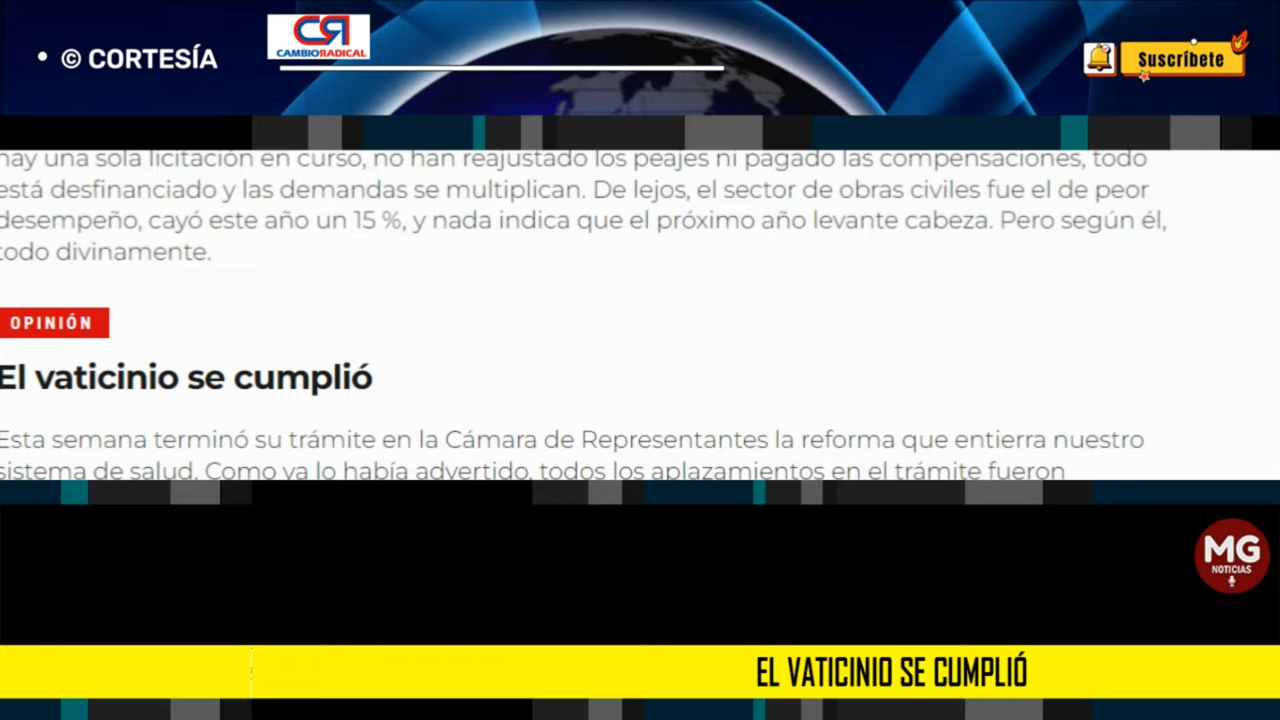 • © CORTESÍA
CR
CAMBIO RADICAL
Suscríbete
hay una sola licitación en curso, no han reajustado los peajes ni pagado las compensaciones, todo
está desfinanciado y las demandas se multiplican. De lejos, el sector de obras civiles fue el de peor
desempeño, cayó este año un 15 %, y nada indica que el próximo año levante cabeza. Pero según él,
todo divinamente.
OPINIÓN
El vaticinio se cumplió
Esta semana terminó su trámite en la Cámara de Representantes la reforma que entierra nuestro
sistema de salud. Como ya lo había advertido, todos los aplazamientos en el trámite fueron
MG
NOTICIAS
EL VATICINIO SE CUMPLIÓ